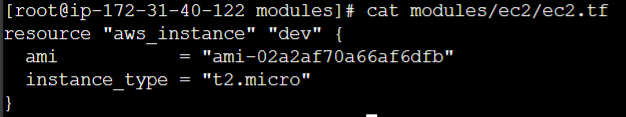 [root@ip-172-31-40-122 modules]# cat modules/ec2/ec2.tf
resource "aws_instance" "dev" {
  ami           = "ami-02a2af70a66af6dfb"
  instance_type = "t2.micro"
}